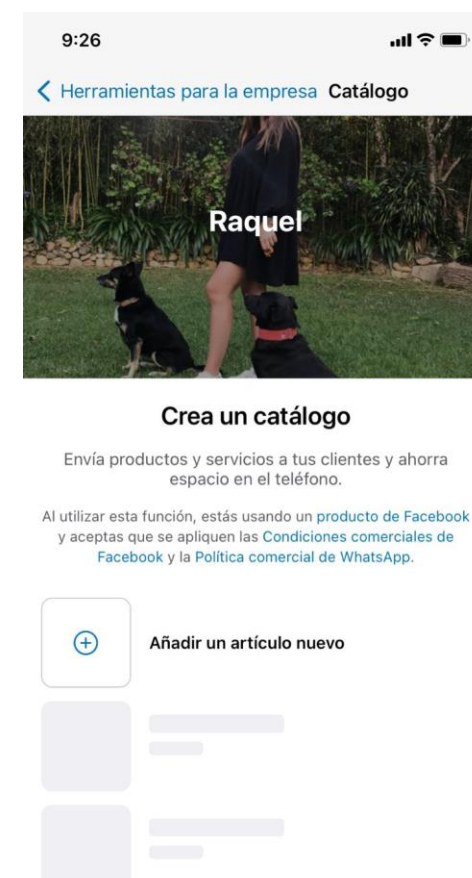 9:26
Herramientas para la empresa Catálogo
Raquel
Crea un catálogo
Envía productos y servicios a tus clientes y ahorra
espacio en el teléfono.
Al utilizar esta función, estás usando un producto de Facebook
y aceptas que se apliquen las Condiciones comerciales de
Facebook y la Política comercial de WhatsApp.
Añadir un artículo nuevo